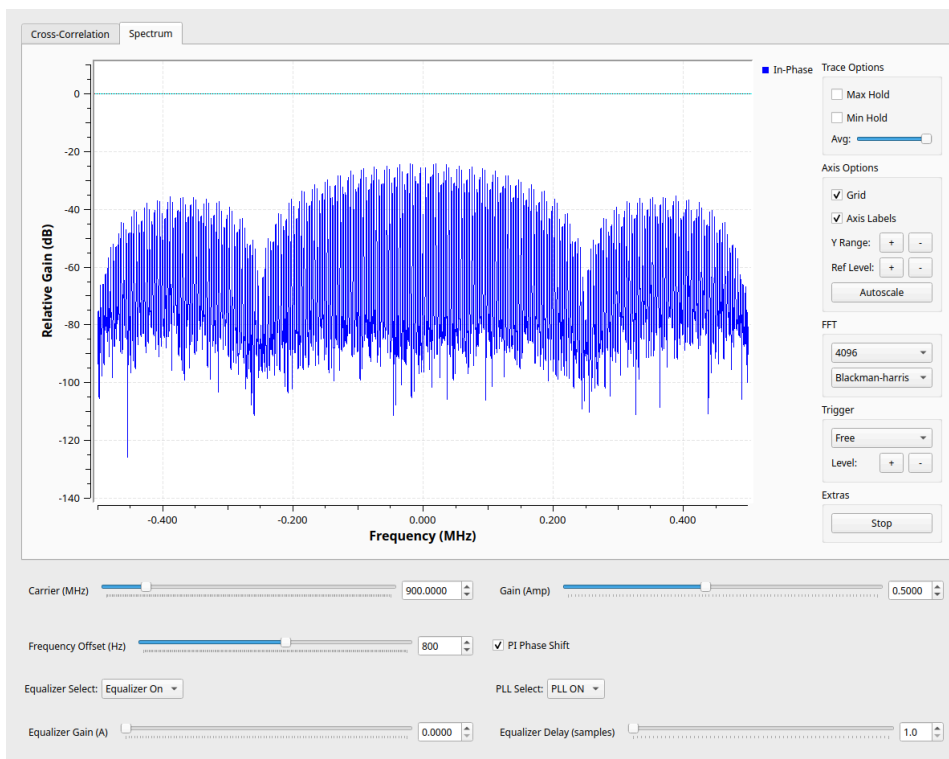 Cross-Correlation Spectrum
In-Phase
Relative Gain (dB)
0
-20
-40
-60
-80
-100
-120
-140
-0.400 -0.200 0.000 0.200 0.400
Frequency (MHz)
Trace Options
Max Hold
Min Hold
Avg:
Axis Options
Grid
Axis Labels
Y Range: + -
Ref Level: + -
Autoscale
FFT
4096
Blackman-harris
Trigger
Free
Level: + -
Extras
Stop
Carrier (MHz) 900.0000 Gain (Amp) 0.5000
Frequency Offset (Hz) 800 PI Phase Shift
Equalizer Select: Equalizer On PLL Select: PLL ON
Equalizer Gain (A) 0.0000 Equalizer Delay (samples) 1.0